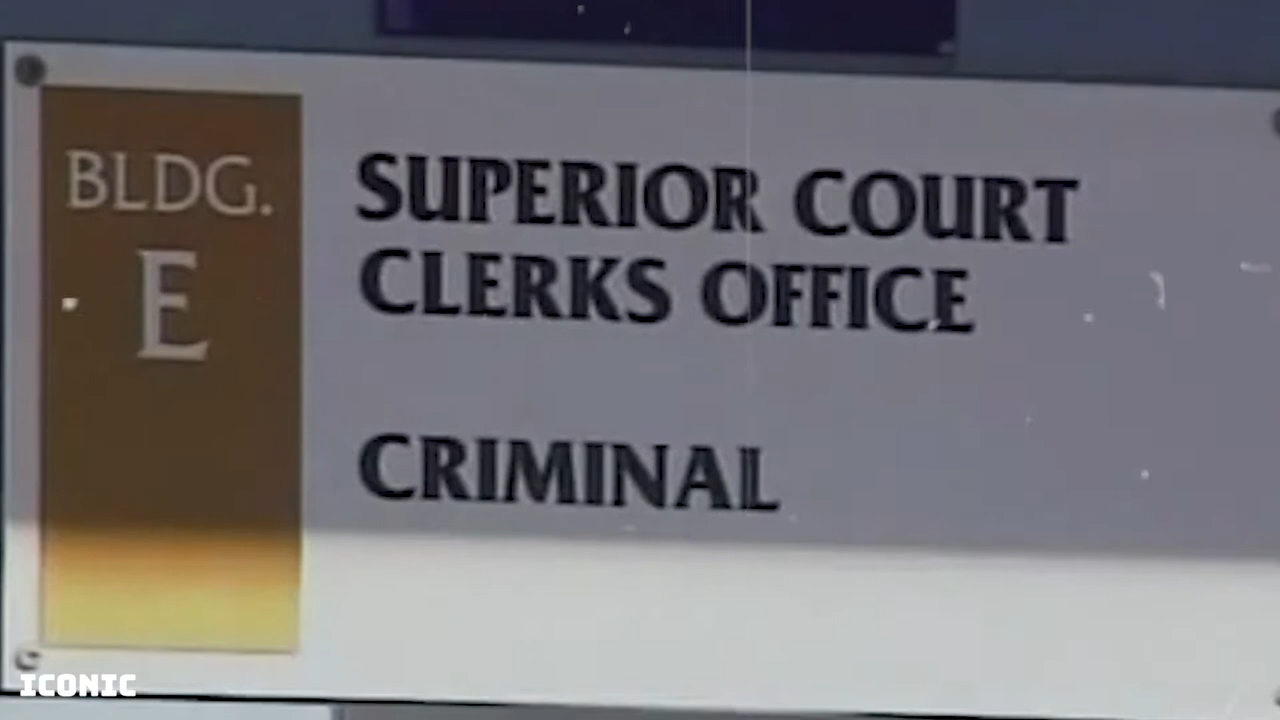 BLDG.
E
SUPERIOR COURT
CLERKS OFFICE
CRIMINAL
ICONIC